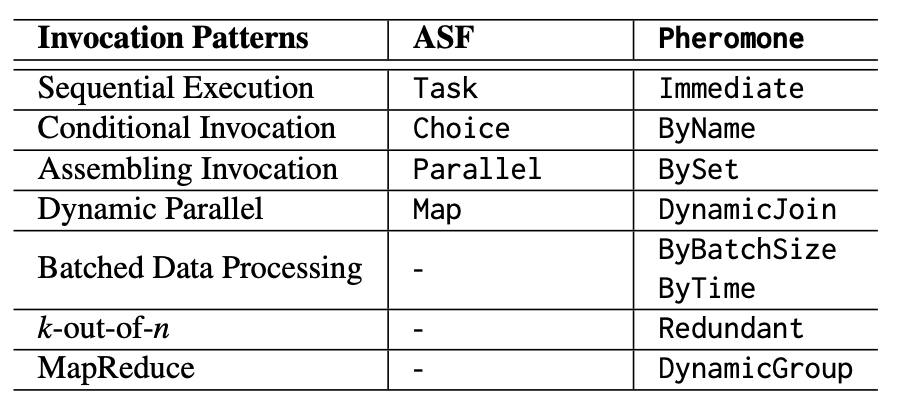 Invocation Patterns ASF Pheromone
Sequential Execution Task Immediate
Conditional Invocation Choice ByName
Assembling Invocation Parallel BySet
Dynamic Parallel Map DynamicJoin
Batched Data Processing - ByBatchSize
ByTime
k-out-of-n - Redundant
MapReduce - DynamicGroup